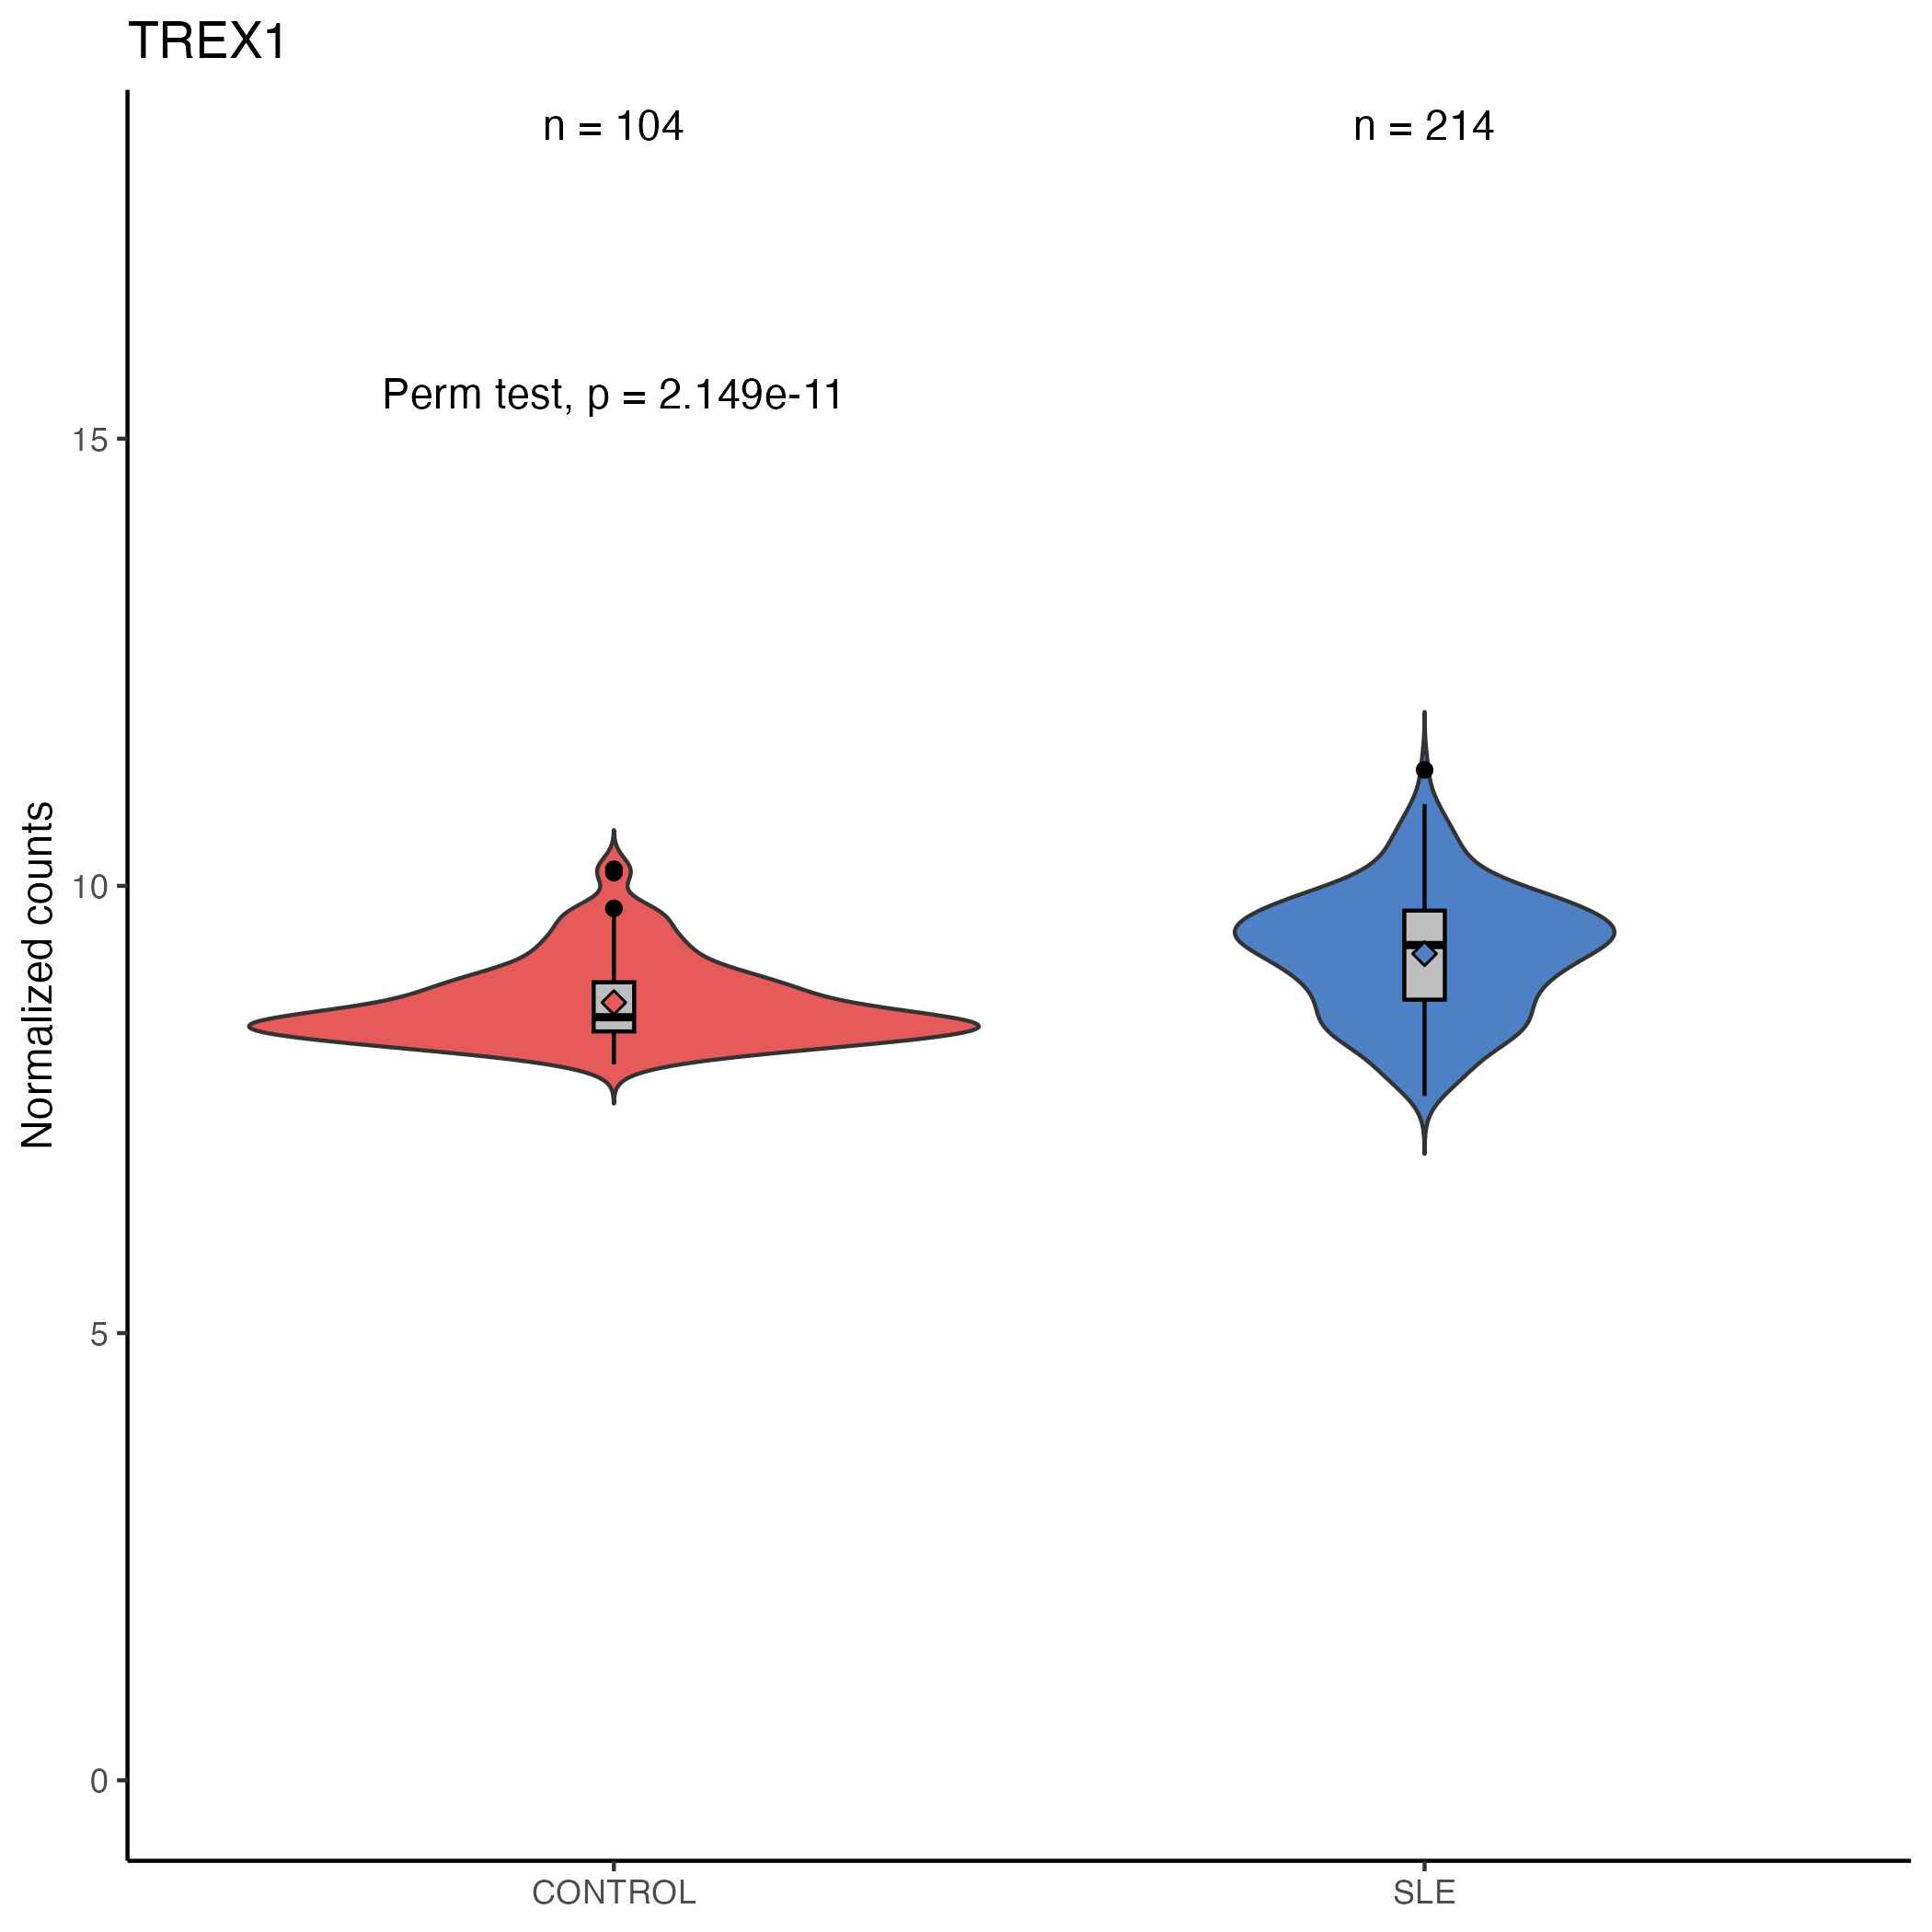 TREX1
n = 104
n = 214
Perm test, p = 2.149e-11
15
10
5
0
Normalized counts
CONTROL
SLE